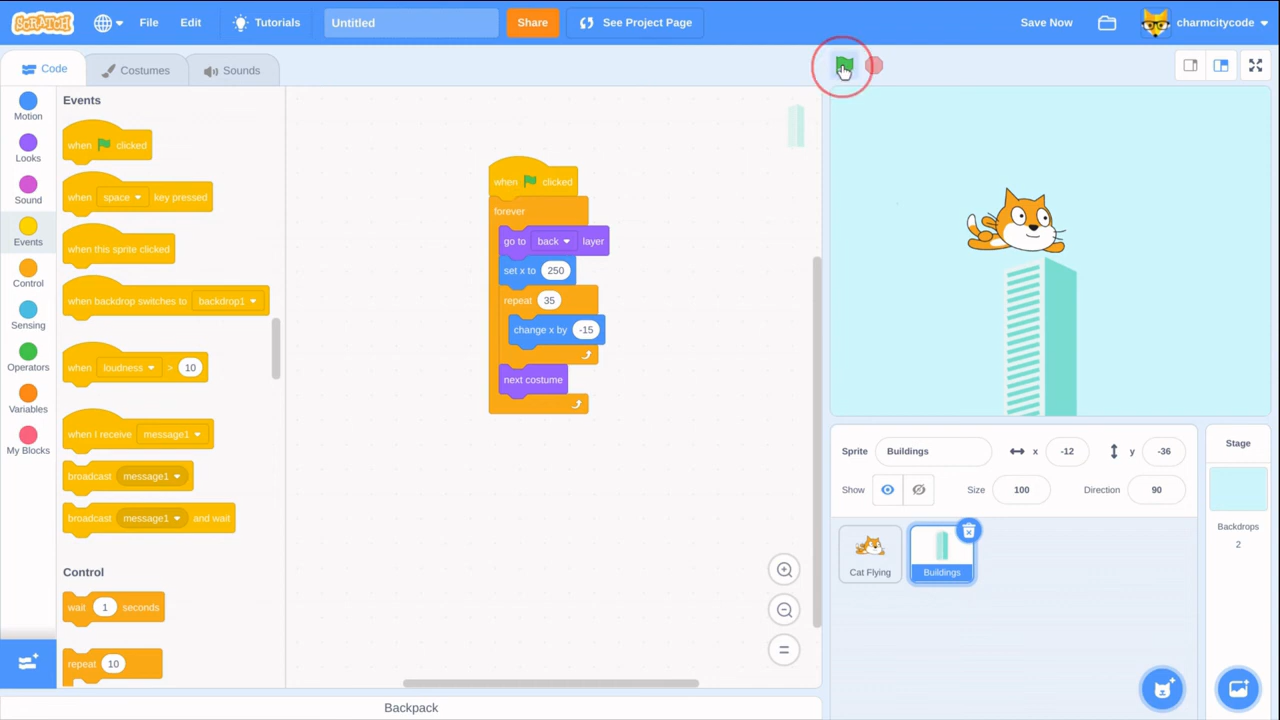 SCRATCH File Edit Tutorials Untitled Share See Project Page Save Now charmcitycode
Code Costumes Sounds
Motion
Looks
Sound
Events
Control
Sensing
Operators
Variables
My Blocks
Events
when clicked
when space key pressed
when this sprite clicked
when backdrop switches to backdrop1
when loudness > 10
when I receive message1
broadcast message1
broadcast message1 and wait
Control
wait 1 seconds
repeat 10
when clicked
forever
go to back layer
set x to 250
repeat 35
change x by -15
next costume
Sprite Buildings x -12 y -36
Show Size 100 Direction 90
Cat Flying
Buildings
Stage
Backdrops
2
Backpack